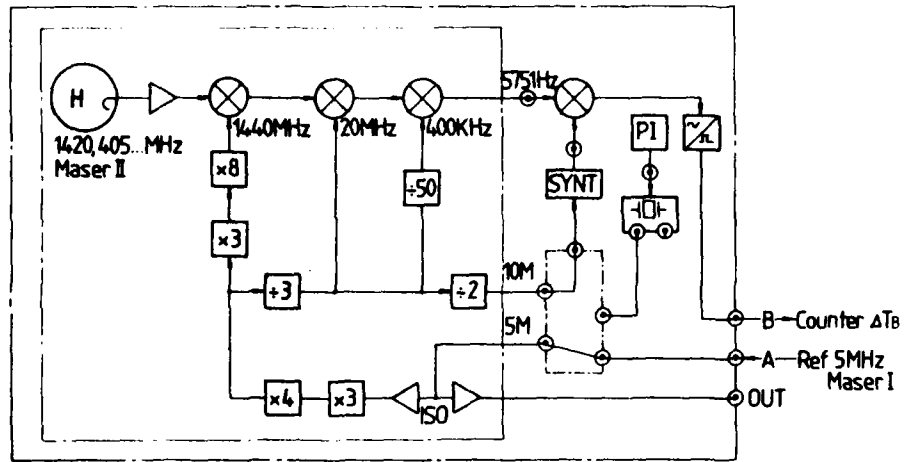 H
1420,405...MHz
Maser II
1440MHz
20MHz
400KHz
5751Hz
PI
×8
÷50
SYNT
×3
÷3
÷2
10M
5M
B
Counter ΔTB
A
Ref 5MHz
Maser I
×4
×3
ISO
OUT